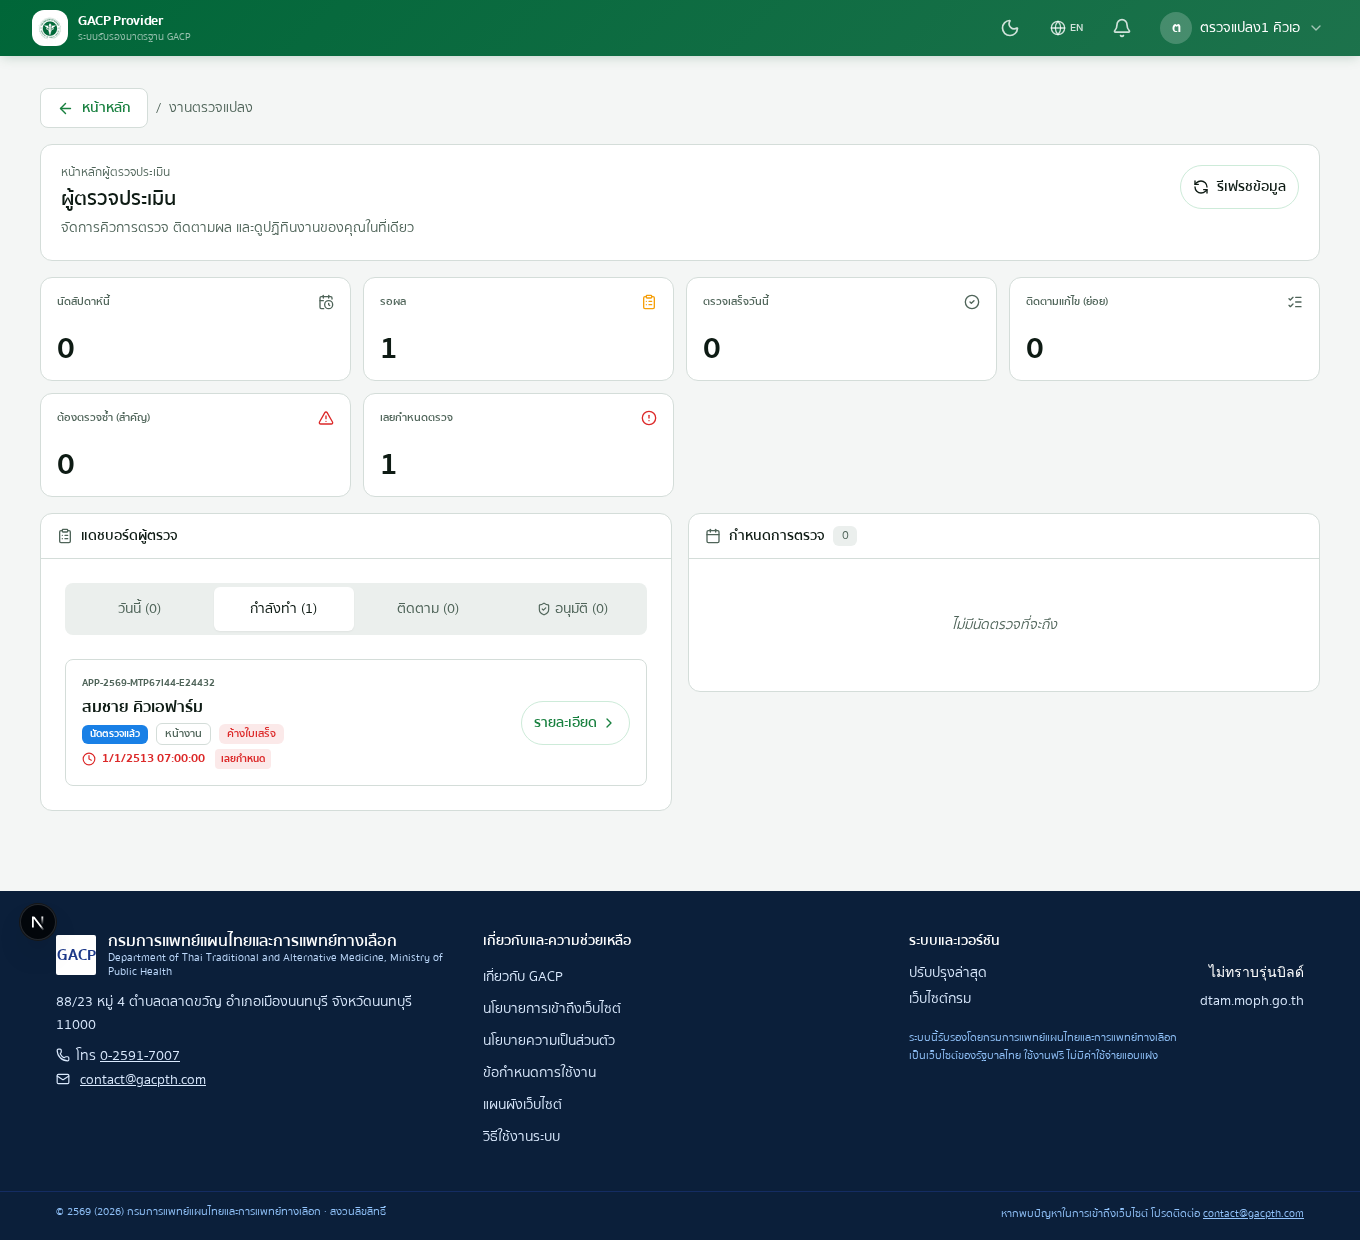 GACP Provider
ระบบรับรองมาตรฐาน GACP
EN
ต
ตรวจแปลง1 คิวเอ
หน้าหลัก
/ งานตรวจแปลง
หน้าหลักผู้ตรวจประเมิน
ผู้ตรวจประเมิน
จัดการคิวการตรวจ ติดตามผล และดูปฏิทินงานของคุณในที่เดียว
รีเฟรชข้อมูล
นัดสัปดาห์นี้
0
รอผล
1
ตรวจเสร็จวันนี้
0
ติดตามแก้ไข (ย่อย)
0
ต้องตรวจซ้ำ (สำคัญ)
0
เลยกำหนดตรวจ
1
แดชบอร์ดผู้ตรวจ
วันนี้ (0)
กำลังทำ (1)
ติดตาม (0)
อนุมัติ (0)
APP-2569-MTP67I44-E24432
สมชาย คิวเอฟาร์ม
นัดตรวจแล้ว
หน้างาน
ค้างใบเสร็จ
1/1/2513 07:00:00
เลยกำหนด
รายละเอียด
กำหนดการตรวจ 0
ไม่มีนัดตรวจที่จะถึง
N
GACP
กรมการแพทย์แผนไทยและการแพทย์ทางเลือก
Department of Thai Traditional and Alternative Medicine, Ministry of
Public Health
88/23 หมู่ 4 ตำบลตลาดขวัญ อำเภอเมืองนนทบุรี จังหวัดนนทบุรี
11000
โทร 0-2591-7007
contact@gacpth.com
เกี่ยวกับและความช่วยเหลือ
เกี่ยวกับ GACP
นโยบายการเข้าถึงเว็บไซต์
นโยบายความเป็นส่วนตัว
ข้อกำหนดการใช้งาน
แผนผังเว็บไซต์
วิธีใช้งานระบบ
ระบบและเวอร์ชัน
ปรับปรุงล่าสุด
ไม่ทราบรุ่นบิลด์
เว็บไซต์กรม
dtam.moph.go.th
ระบบนี้รับรองโดยกรมการแพทย์แผนไทยและการแพทย์ทางเลือก
เป็นเว็บไซต์ของรัฐบาลไทย ใช้งานฟรี ไม่มีค่าใช้จ่ายแอบแฝง
© 2569 (2026) กรมการแพทย์แผนไทยและการแพทย์ทางเลือก · สงวนลิขสิทธิ์
หากพบปัญหาในการเข้าถึงเว็บไซต์ โปรดติดต่อ contact@gacpth.com